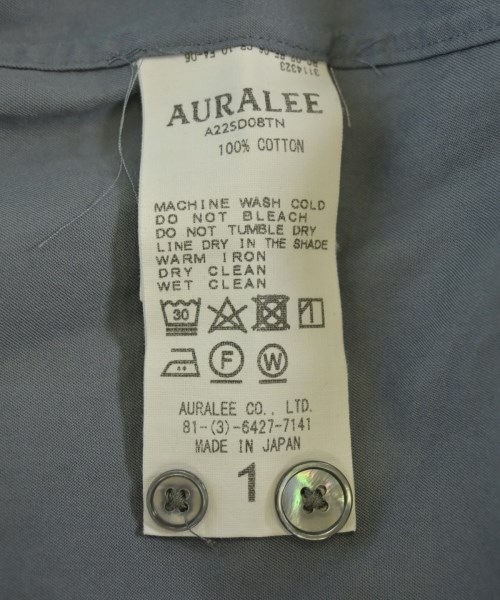 3114323
AURALEE
A22SD08TN
100% COTTON
MACHINE WASH COLD
DO NOT BLEACH
DO NOT TUMBLE DRY
LINE DRY IN THE SHADE
WARM IRON
DRY CLEAN
WET CLEAN
30
F W
AURALEE CO., LTD.
81-(3)-6427-7141
MADE IN JAPAN
1